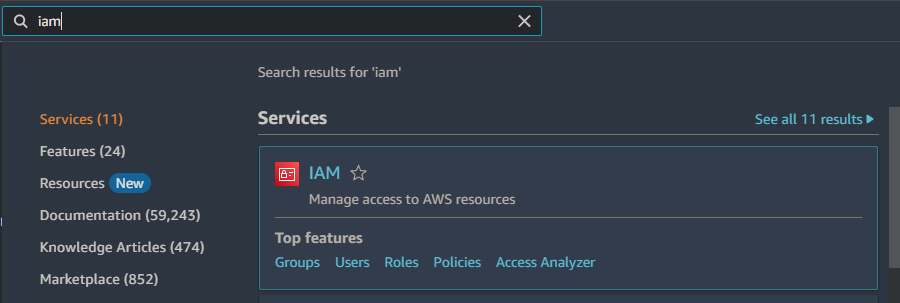 iam
Search results for 'iam'
Services (11)
Features (24)
Resources New
Documentation (59,243)
Knowledge Articles (474)
Marketplace (852)
Services
See all 11 results
IAM
Manage access to AWS resources
Top features
Groups Users Roles Policies Access Analyzer